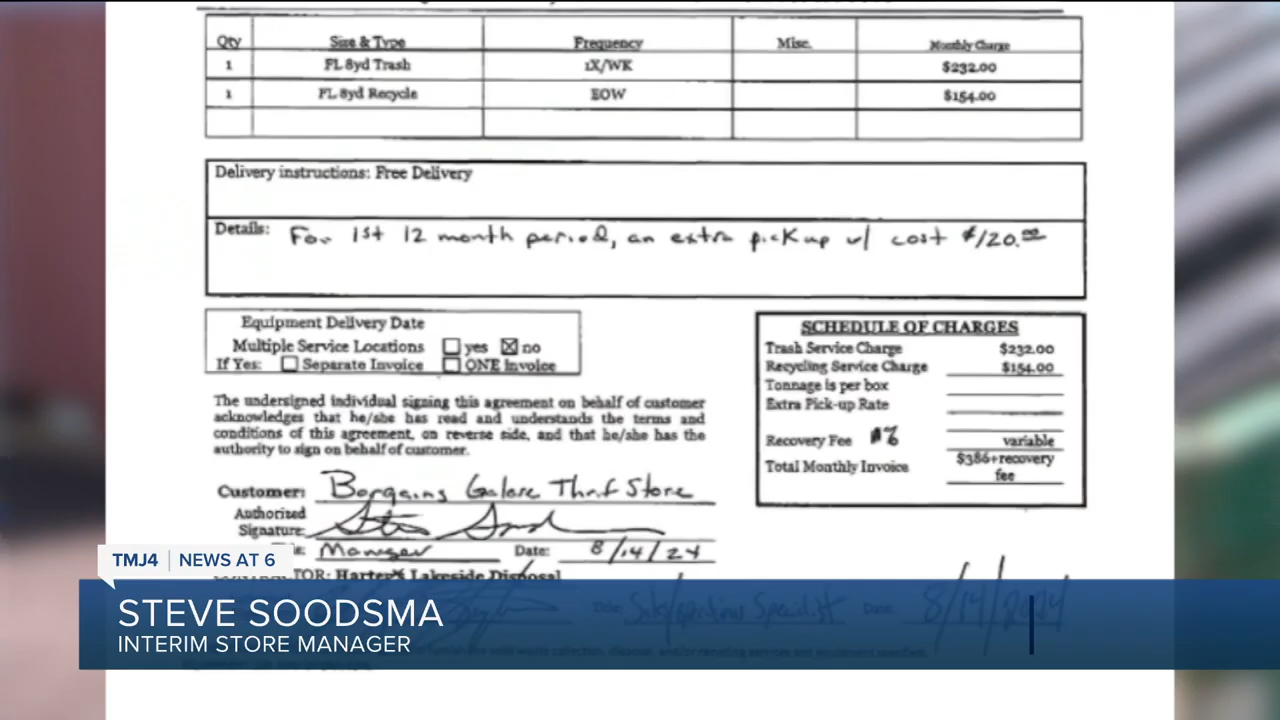 Qty Size & Type Frequency Misc. Monthly Charge
1 FL 8yd Trash 1X/WK $232.00
1 FL 8yd Recycle EOW $154.00
Delivery instructions: Free Delivery
Details: For 1st 12 month period, an extra pickup w/ cost $120.00
Equipment Delivery Date
Multiple Service Locations yes no
If Yes: Separate Invoice ONE Invoice
SCHEDULE OF CHARGES
Trash Service Charge $232.00
Recycling Service Charge $154.00
Tonnage is per box
Extra Pick-up Rate
Recovery Fee variable
Total Monthly Invoice $386+recovery
fee
The undersigned individual signing this agreement on behalf of customer
acknowledges that he/she has read and understands the terms and
conditions of this agreement, on reverse side, and that he/she has the
authority to sign on behalf of customer.
Customer: Bargains Galore Thrif Store
Authorized
Signature:
Manager Date: 8/14/24
Harter's Lakeside Disposal
Title: Sales/operations Specialist Date: 8/14/2024
TMJ4 NEWS AT 6
STEVE SOODSMA
INTERIM STORE MANAGER